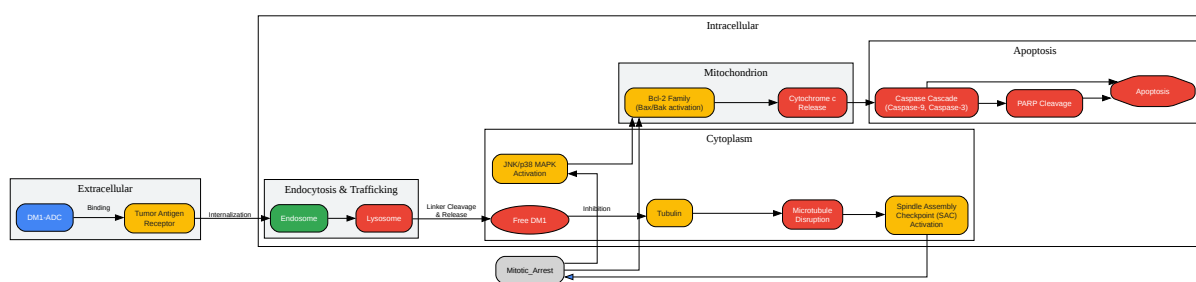 Intracellular
Apoptosis
Mitochondrion
Bcl-2 Family
(Bax/Bak activation)
Cytochrome c
Release
Caspase Cascade
(Caspase-9, Caspase-3)
PARP Cleavage
Apoptosis
Cytoplasm
JNK/p38 MAPK
Activation
Extracellular
DM1-ADC
Binding
Tumor Antigen
Receptor
Internalization
Endocytosis & Trafficking
Endosome
Lysosome
Linker Cleavage
& Release
Free DM1
Inhibition
Tubulin
Microtubule
Disruption
Spindle Assembly
Checkpoint (SAC)
Activation
Mitotic_Arrest